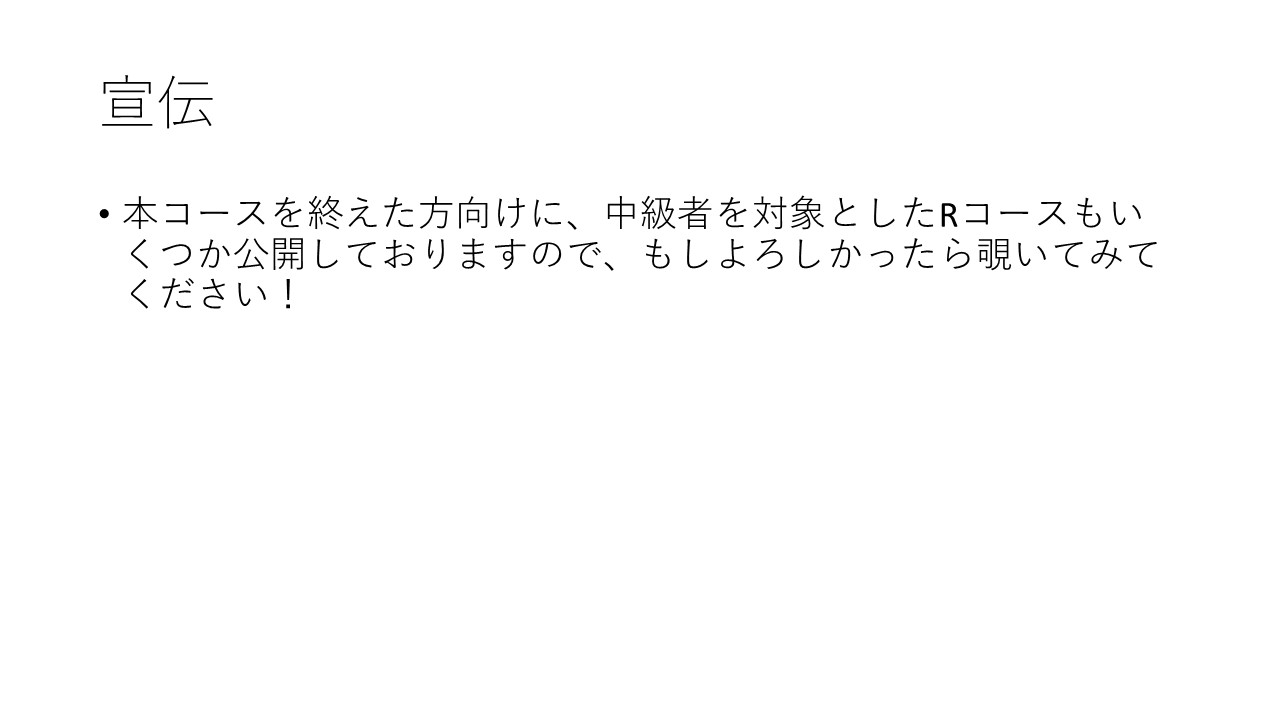 宣伝
• 本コースを終えた方向けに、中級者を対象としたRコースもい
くつか公開しておりますので、もしよろしかったら覗いてみて
ください！